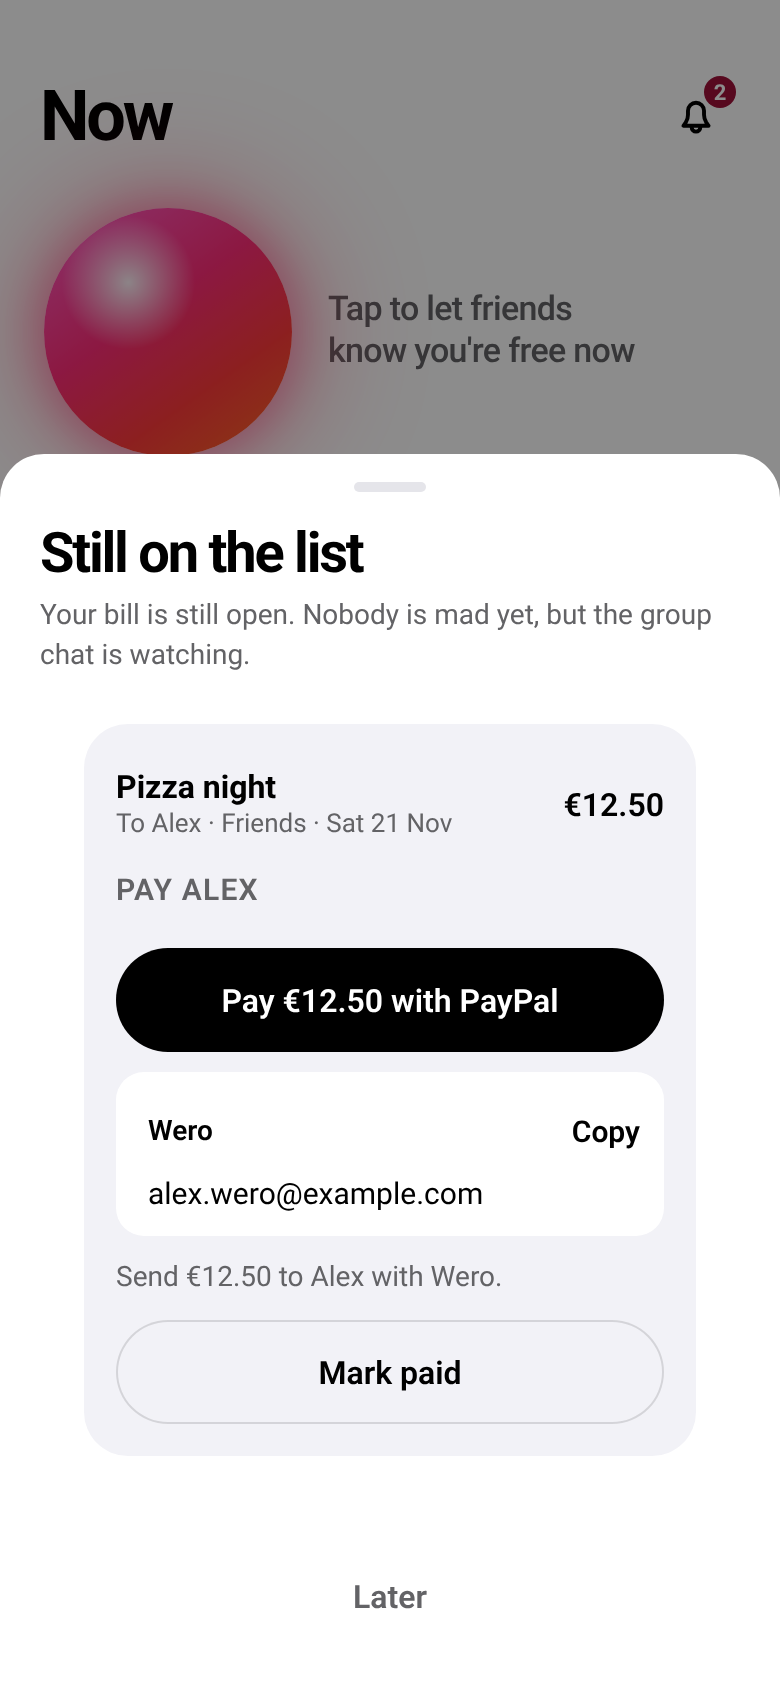 Now
2
Tap to let friends
know you're free now
Still on the list
Your bill is still open. Nobody is mad yet, but the group
chat is watching.
Pizza night
€12.50
To Alex · Friends · Sat 21 Nov
PAY ALEX
Pay €12.50 with PayPal
Wero
Copy
alex.wero@example.com
Send €12.50 to Alex with Wero.
Mark paid
Later